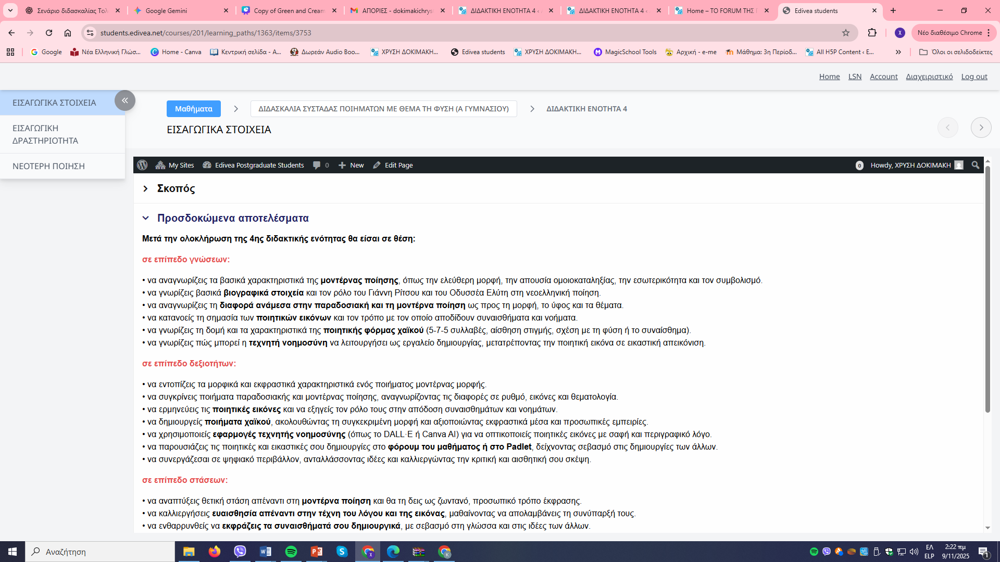 Σενάριο διδασκαλίας Τολ
Google Gemini
Copy of Green and Cream
ΑΠΟΡΙΕΣ - dokimakichrys
ΔΙΔΑΚΤΙΚΗ ΕΝΟΤΗΤΑ 4 ‹
ΔΙΔΑΚΤΙΚΗ ΕΝΟΤΗΤΑ 4 ‹
Home – ΤΟ FORUM ΤΗΣ
Edivea students
students.edivea.net/courses/201/learning_paths/1363/items/3753
X
Νέο διαθέσιμο Chrome
Google
Νέα Ελληνική Γλώσ...
Home - Canva
Κεντρική σελίδα - Α...
Δωρεάν Audio Boo...
ΧΡΥΣΗ ΔΟΚΙΜΑΚΗ...
Edivea students
ΧΡΥΣΗ ΔΟΚΙΜΑΚΗ...
MagicSchool Tools
Αρχική - e-me
Μάθημα: 3η Περίοδ...
All H5P Content ‹ E...
Όλοι οι σελιδοδείκτες
Home LSN Account Διαχειριστικό Log out
ΕΙΣΑΓΩΓΙΚΑ ΣΤΟΙΧΕΙΑ
ΕΙΣΑΓΩΓΙΚΗ
ΔΡΑΣΤΗΡΙΟΤΗΤΑ
ΝΕΟΤΕΡΗ ΠΟΙΗΣΗ
Μαθήματα
ΔΙΔΑΣΚΑΛΙΑ ΣΥΣΤΑΔΑΣ ΠΟΙΗΜΑΤΩΝ ΜΕ ΘΕΜΑ ΤΗ ΦΥΣΗ (Α ΓΥΜΝΑΣΙΟΥ)
ΔΙΔΑΚΤΙΚΗ ΕΝΟΤΗΤΑ 4
ΕΙΣΑΓΩΓΙΚΑ ΣΤΟΙΧΕΙΑ
My Sites Edivea Postgraduate Students 0 New Edit Page
0 Howdy, ΧΡΥΣΗ ΔΟΚΙΜΑΚΗ
Σκοπός
Προσδοκώμενα αποτελέσματα
Μετά την ολοκλήρωση της 4ης διδακτικής ενότητας θα είσαι σε θέση:
σε επίπεδο γνώσεων:
• να αναγνωρίζεις τα βασικά χαρακτηριστικά της μοντέρνας ποίησης, όπως την ελεύθερη μορφή, την απουσία ομοιοκαταληξίας, την εσωτερικότητα και τον συμβολισμό.
• να γνωρίζεις βασικά βιογραφικά στοιχεία και τον ρόλο του Γιάννη Ρίτσου και του Οδυσσέα Ελύτη στη νεοελληνική ποίηση.
• να αναγνωρίζεις τη διαφορά ανάμεσα στην παραδοσιακή και τη μοντέρνα ποίηση ως προς τη μορφή, το ύφος και τα θέματα.
• να κατανοείς τη σημασία των ποιητικών εικόνων και τον τρόπο με τον οποίο αποδίδουν συναισθήματα και νοήματα.
• να γνωρίζεις τη δομή και τα χαρακτηριστικά της ποιητικής φόρμας χαϊκού (5-7-5 συλλαβές, αίσθηση στιγμής, σχέση με τη φύση ή το συναίσθημα).
• να γνωρίζεις πώς μπορεί η τεχνητή νοημοσύνη να λειτουργήσει ως εργαλείο δημιουργίας, μετατρέποντας την ποιητική εικόνα σε εικαστική απεικόνιση.
σε επίπεδο δεξιοτήτων:
• να εντοπίζεις τα μορφικά και εκφραστικά χαρακτηριστικά ενός ποιήματος μοντέρνας μορφής.
• να συγκρίνεις ποιήματα παραδοσιακής και μοντέρνας ποίησης, αναγνωρίζοντας τις διαφορές σε ρυθμό, εικόνες και θεματολογία.
• να ερμηνεύεις τις ποιητικές εικόνες και να εξηγείς τον ρόλο τους στην απόδοση συναισθημάτων και νοημάτων.
• να δημιουργείς ποιήματα χαϊκού, ακολουθώντας τη συγκεκριμένη μορφή και αξιοποιώντας εκφραστικά μέσα και προσωπικές εμπειρίες.
• να χρησιμοποιείς εφαρμογές τεχνητής νοημοσύνης (όπως το DALL·E ή Canva AI) για να οπτικοποιείς ποιητικές εικόνες με σαφή και περιγραφικό λόγο.
• να παρουσιάζεις τις ποιητικές και εικαστικές σου δημιουργίες στο φόρουμ του μαθήματος ή στο Padlet, δείχνοντας σεβασμό στις δημιουργίες των άλλων.
• να συνεργάζεσαι σε ψηφιακό περιβάλλον, ανταλλάσσοντας ιδέες και καλλιεργώντας την κριτική και αισθητική σου σκέψη.
σε επίπεδο στάσεων:
• να αναπτύξεις θετική στάση απέναντι στη μοντέρνα ποίηση και θα τη δεις ως ζωντανό, προσωπικό τρόπο έκφρασης.
• να καλλιεργήσεις ευαισθησία απέναντι στην τέχνη του λόγου και της εικόνας, μαθαίνοντας να απολαμβάνεις τη συνύπαρξή τους.
• να ενθαρρυνθείς να εκφράζεις τα συναισθήματά σου δημιουργικά, με σεβασμό στη γλώσσα και στις ιδέες των άλλων.
Αναζήτηση
ΕΛ
ELP
2:22 πμ
9/11/2025
1